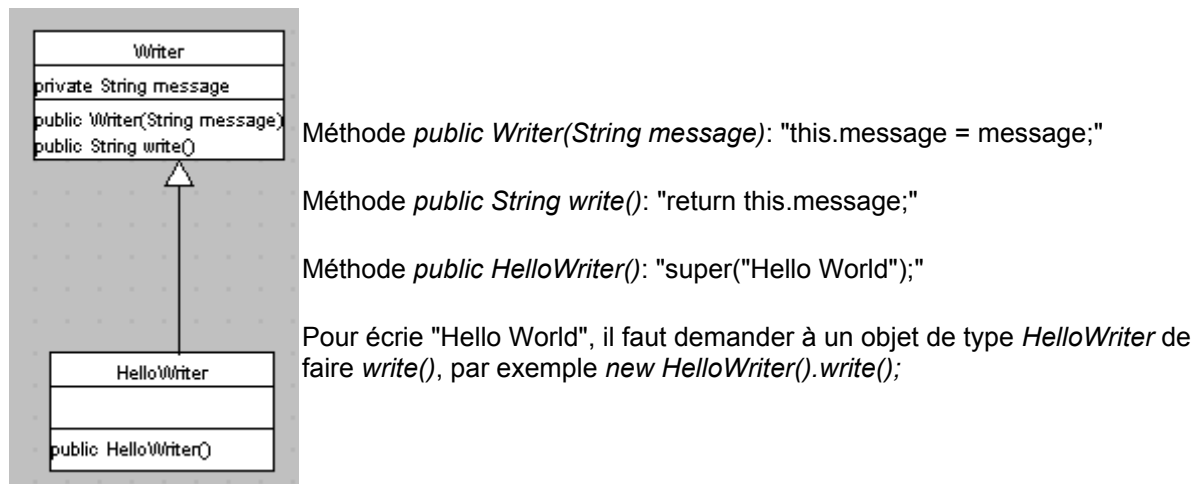 Writer
private String message
public Writer(String message)
public String write()
HelloWriter
public HelloWriter()
Méthode public Writer(String message): "this.message = message;"
Méthode public String write(): "return this.message;"
Méthode public HelloWriter(): "super("Hello World");"
Pour écrie "Hello World", il faut demander à un objet de type HelloWriter de
faire write(), par exemple new HelloWriter().write();